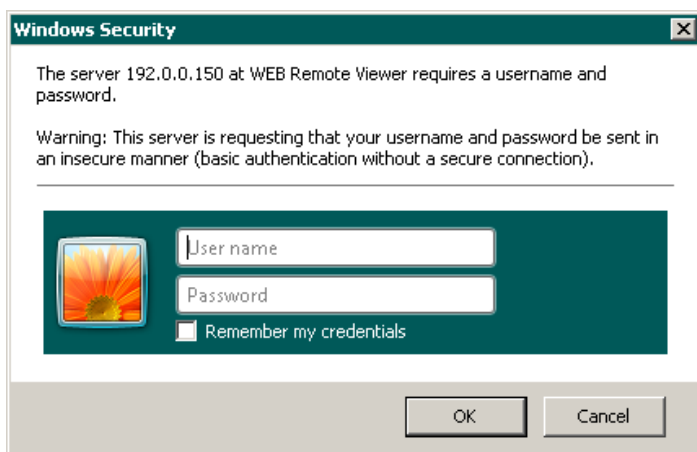 Windows Security
The server 192.0.0.150 at WEB Remote Viewer requires a username and
password.
Warning: This server is requesting that your username and password be sent in
an insecure manner (basic authentication without a secure connection).
User name
Password
Remember my credentials
OK
Cancel